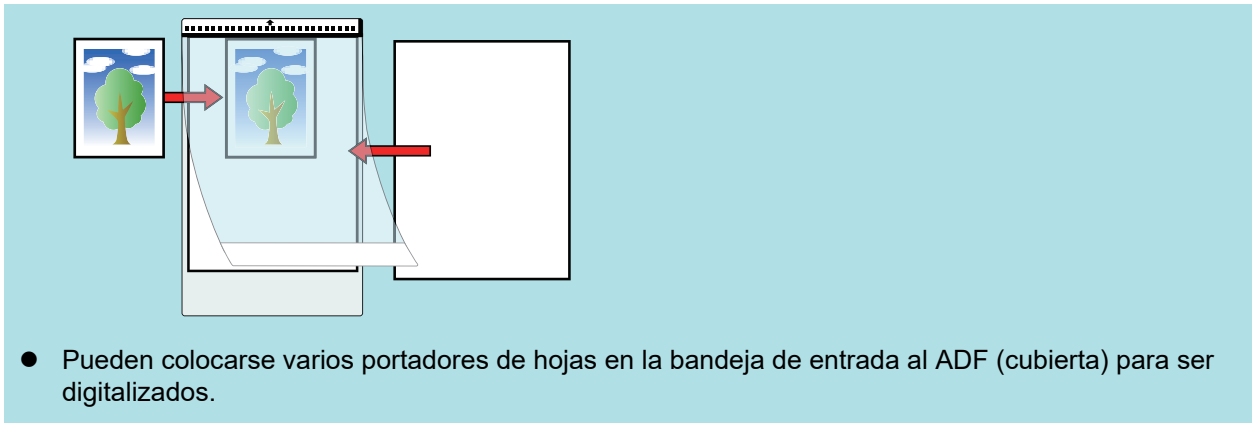 ● Pueden colocarse varios portadores de hojas en la bandeja de entrada al ADF (cubierta) para ser
digitalizados.